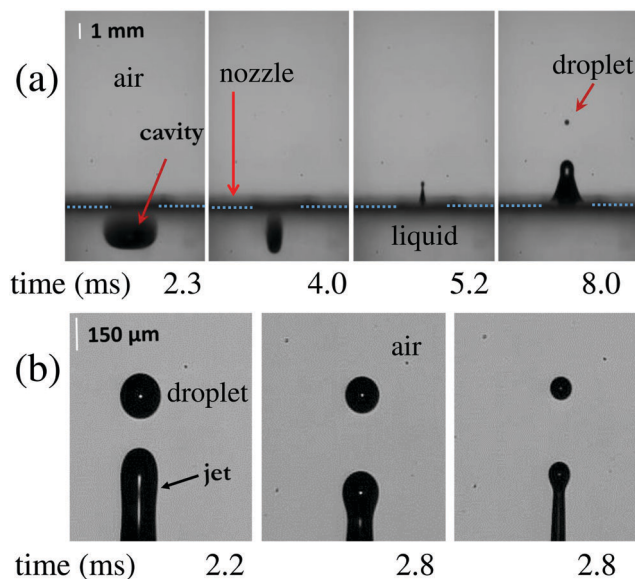 1 mm
(a)
air
nozzle
droplet
cavity
liquid
time (ms) 2.3 4.0 5.2 8.0
150 μm
(b)
air
droplet
jet
time (ms) 2.2 2.8 2.8